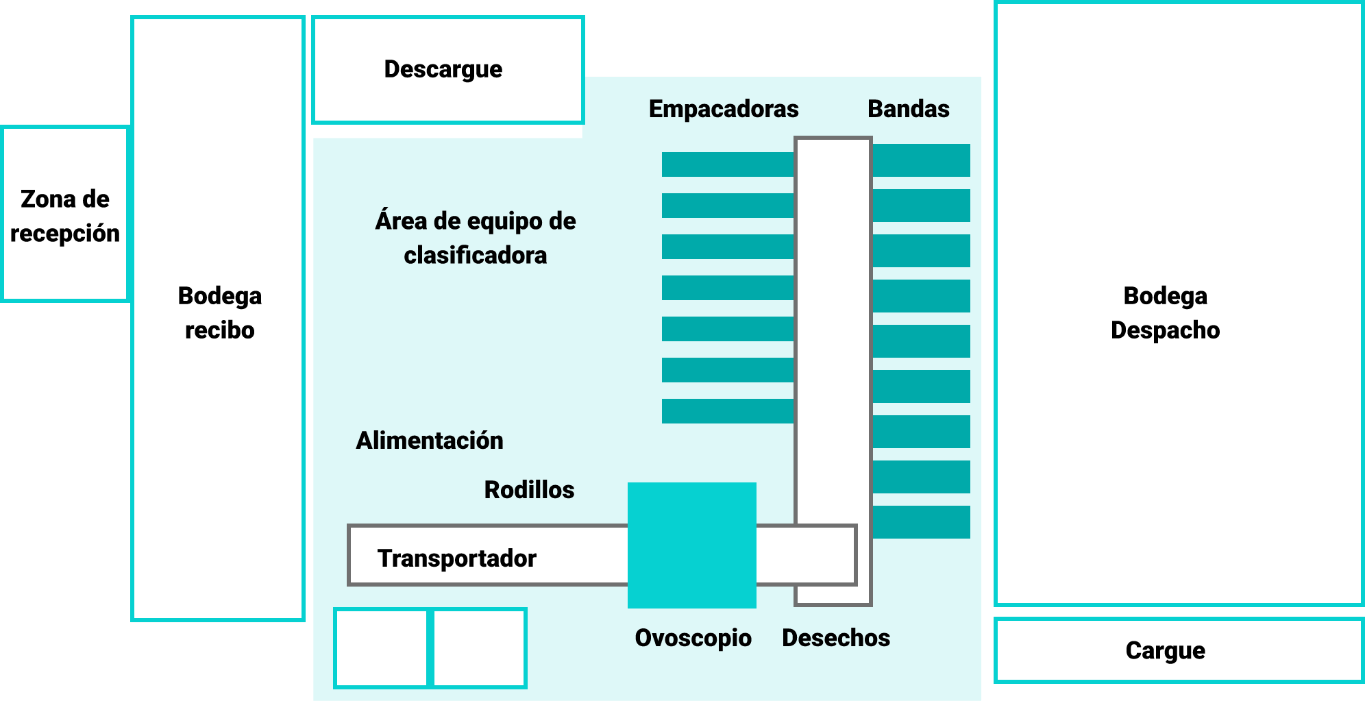 Descargue
Empacadoras
Bandas
Zona de
recepción
Área de equipo de
clasificadora
Bodega
recibo
Bodega
Despacho
Alimentación
Rodillos
Transportador
Ovoscopio
Desechos
Cargue